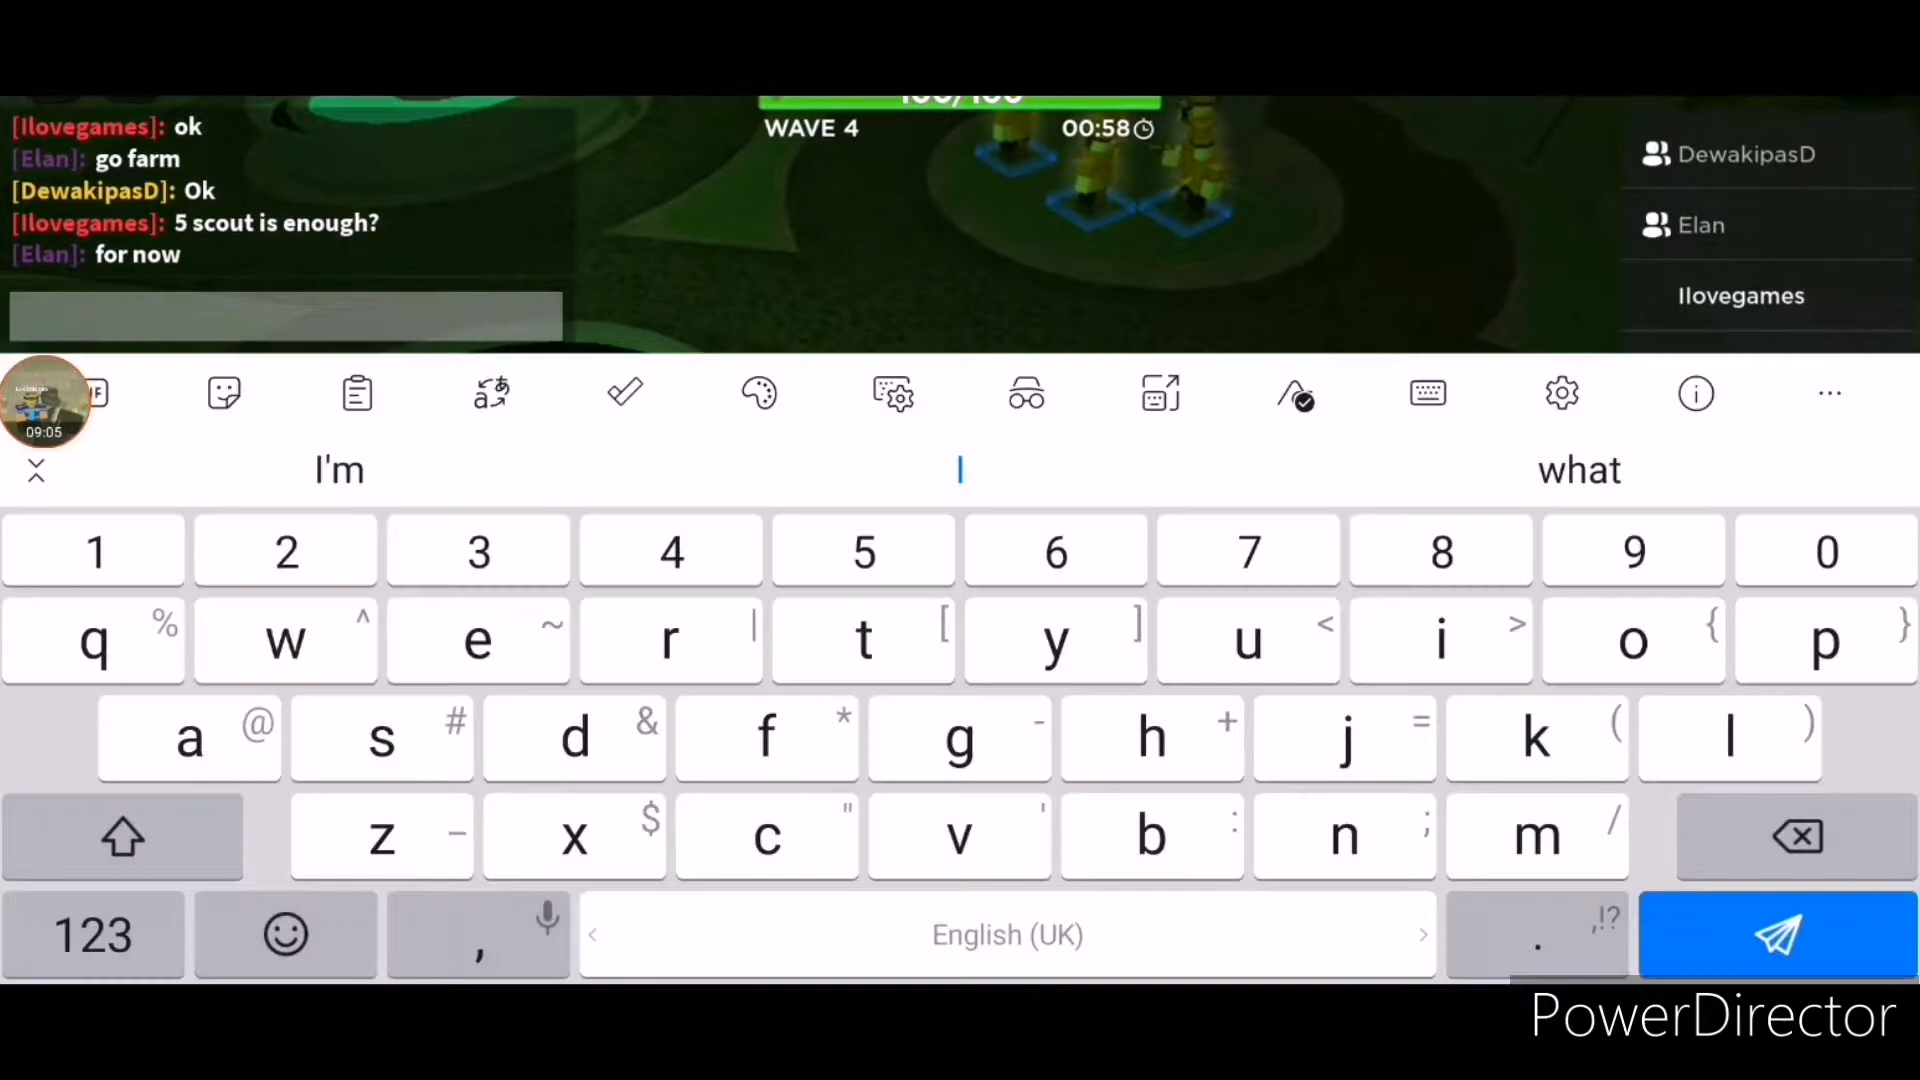 100/100
WAVE 4
00:58
[Ilovegames]: ok
[Elan]: go farm
[DewakipasD]: Ok
[Ilovegames]: 5 scout is enough?
[Elan]: for now
DewakipasD
Elan
Ilovegames
09:05
I'm
I
what
1 2 3 4 5 6 7 8 9 0
q % w ^ e ~ r | t [ y ] u < i > o { p }
a @ s # d & f * g - h + j = k ( l )
z _ x $ c " v ' b : n ; m /
123 , < English (UK) > . ,!?
PowerDirector